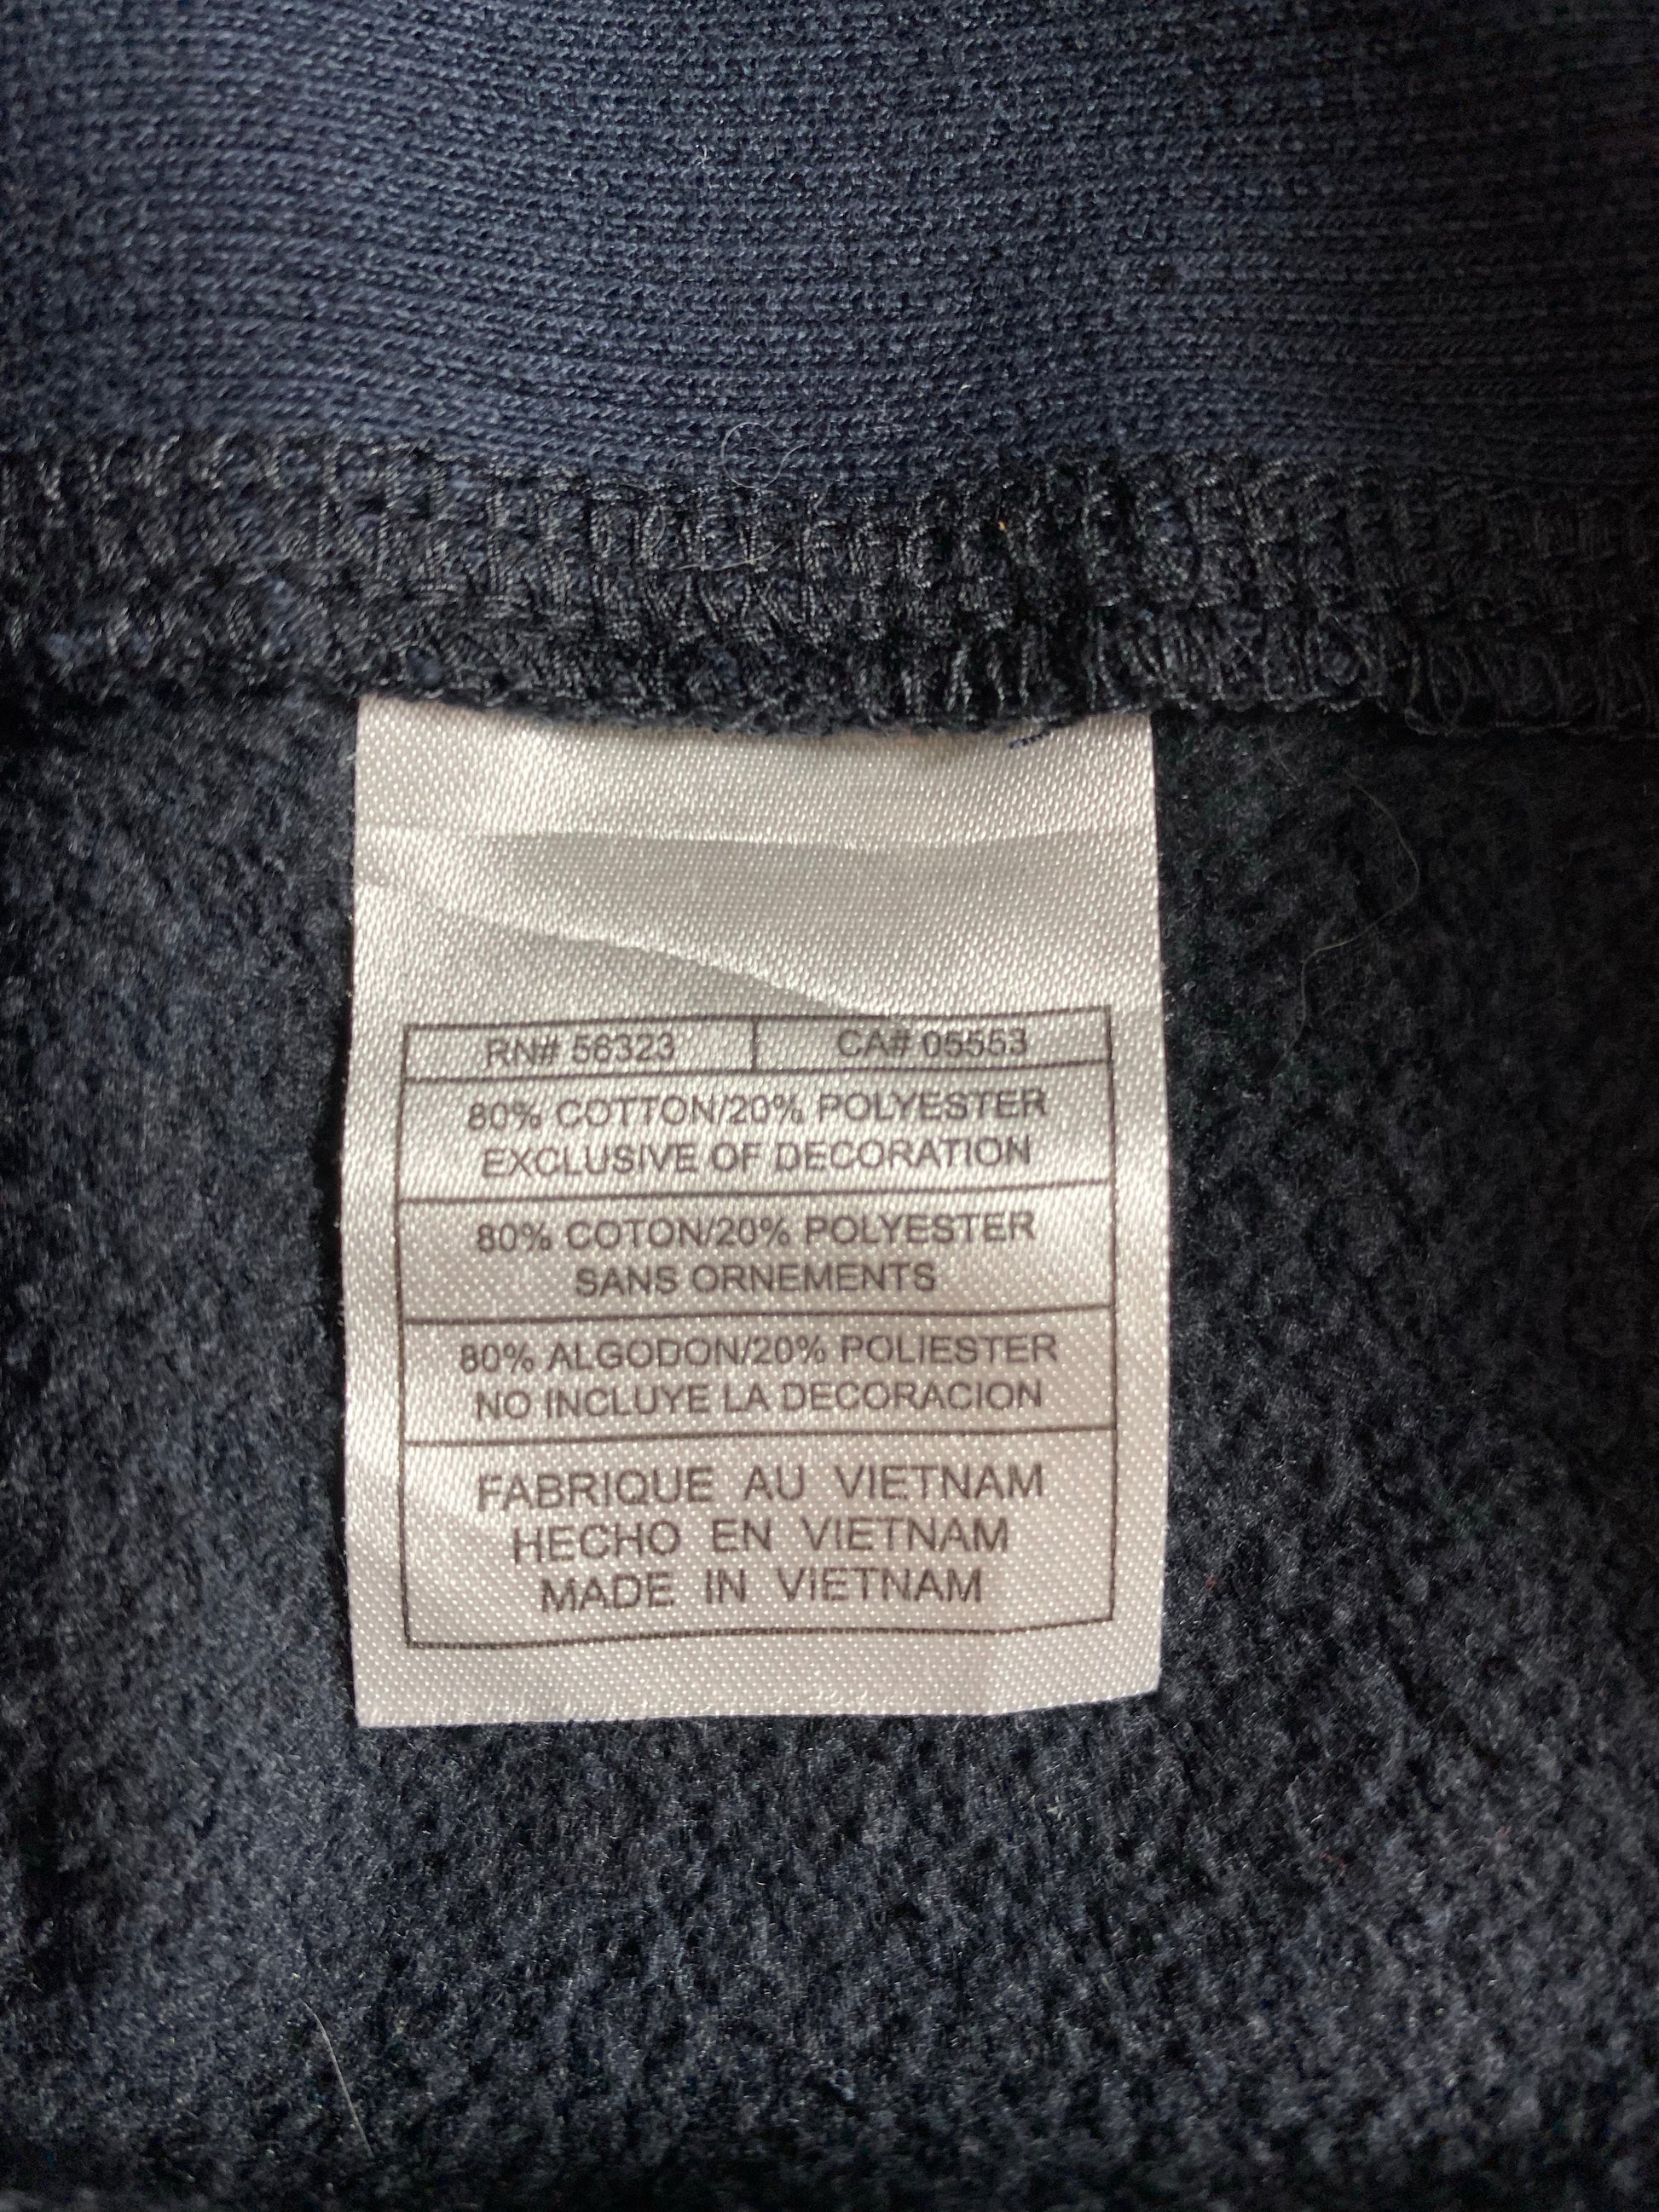 RN# 56323 CA# 05553
80% COTTON/20% POLYESTER
EXCLUSIVE OF DECORATION
80% COTON/20% POLYESTER
SANS ORNEMENTS
80% ALGODON/20% POLIESTER
NO INCLUYE LA DECORACION
FABRIQUE AU VIETNAM
HECHO EN VIETNAM
MADE IN VIETNAM